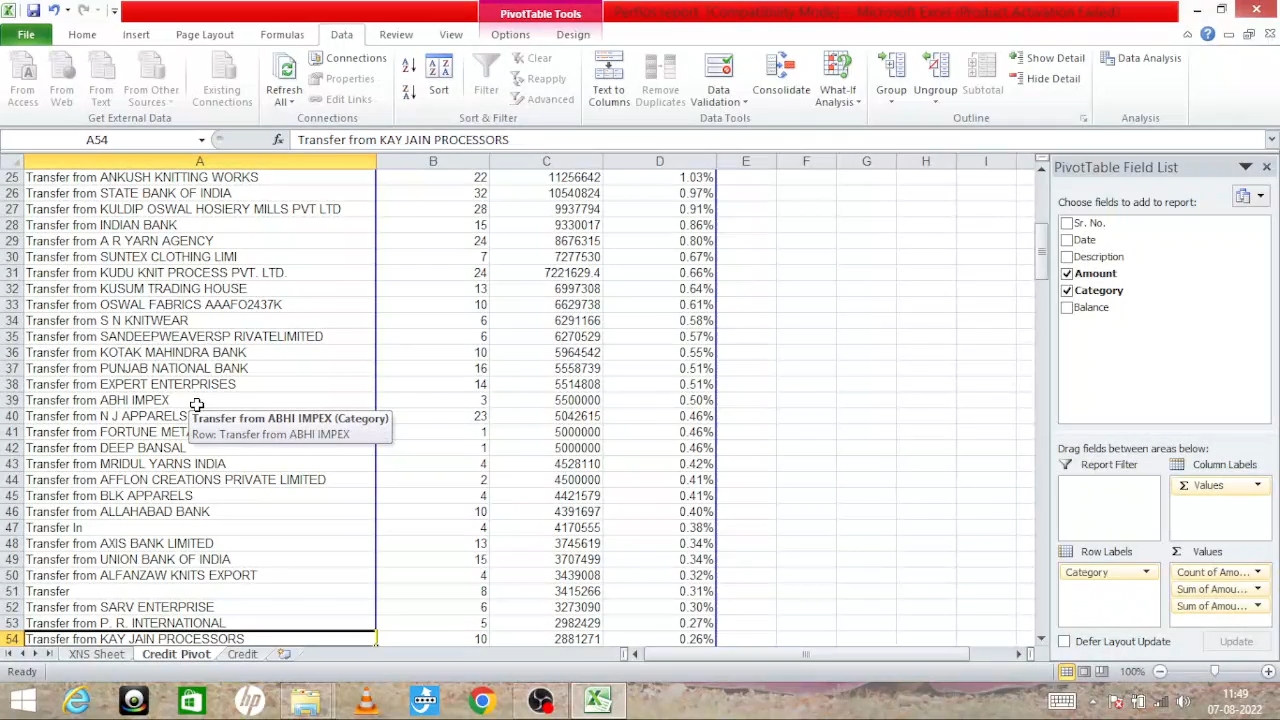 PivotTable Tools
Perfios report [Compatibility Mode] - Microsoft Excel (Product Activation Failed)
File Home Insert Page Layout Formulas Data Review View Options Design
From Access
From Web
From Text
From Other Sources
Existing Connections
Get External Data
Refresh All
Connections
Properties
Edit Links
Connections
Sort
Filter
Clear
Reapply
Advanced
Sort & Filter
Text to Columns
Remove Duplicates
Data Validation
Consolidate
What-If Analysis
Data Tools
Group
Ungroup
Subtotal
Show Detail
Hide Detail
Outline
Data Analysis
Analysis
A54 fx Transfer from KAY JAIN PROCESSORS
A B C D E F G H I
25 Transfer from ANKUSH KNITTING WORKS 22 11256642 1.03%
26 Transfer from STATE BANK OF INDIA 32 10540824 0.97%
27 Transfer from KULDIP OSWAL HOSIERY MILLS PVT LTD 28 9937794 0.91%
28 Transfer from INDIAN BANK 15 9330017 0.86%
29 Transfer from A R YARN AGENCY 24 8676315 0.80%
30 Transfer from SUNTEX CLOTHING LIMI 7 7277530 0.67%
31 Transfer from KUDU KNIT PROCESS PVT. LTD. 24 7221629.4 0.66%
32 Transfer from KUSUM TRADING HOUSE 13 6997308 0.64%
33 Transfer from OSWAL FABRICS AAAFO2437K 10 6629738 0.61%
34 Transfer from S N KNITWEAR 6 6291166 0.58%
35 Transfer from SANDEEPWEAVERSP RIVATELIMITED 6 6270529 0.57%
36 Transfer from KOTAK MAHINDRA BANK 10 5964542 0.55%
37 Transfer from PUNJAB NATIONAL BANK 16 5558739 0.51%
38 Transfer from EXPERT ENTERPRISES 14 5514808 0.51%
39 Transfer from ABHI IMPEX 3 5500000 0.50%
40 Transfer from N J APPARELS 23 5042615 0.46%
Transfer from ABHI IMPEX (Category)
Row: Transfer from ABHI IMPEX
41 Transfer from FORTUNE META 1 5000000 0.46%
42 Transfer from DEEP BANSAL 1 5000000 0.46%
43 Transfer from MRIDUL YARNS INDIA 4 4528110 0.42%
44 Transfer from AFFLON CREATIONS PRIVATE LIMITED 2 4500000 0.41%
45 Transfer from BLK APPARELS 4 4421579 0.41%
46 Transfer from ALLAHABAD BANK 10 4391697 0.40%
47 Transfer In 4 4170555 0.38%
48 Transfer from AXIS BANK LIMITED 13 3745619 0.34%
49 Transfer from UNION BANK OF INDIA 15 3707499 0.34%
50 Transfer from ALFANZAW KNITS EXPORT 4 3439008 0.32%
51 Transfer 8 3415266 0.31%
52 Transfer from SARV ENTERPRISE 6 3273090 0.30%
53 Transfer from P. R. INTERNATIONAL 5 2982429 0.27%
54 Transfer from KAY JAIN PROCESSORS 10 2881271 0.26%
PivotTable Field List
Choose fields to add to report:
Sr. No.
Date
Description
Amount
Category
Balance
Drag fields between areas below:
Report Filter
Column Labels
Σ Values
Row Labels
Σ Values
Category
Count of Amo...
Sum of Amou...
Sum of Amou...
Defer Layout Update
Update
XNS Sheet Credit Pivot Credit
Ready
100%
11:49
07-08-2022